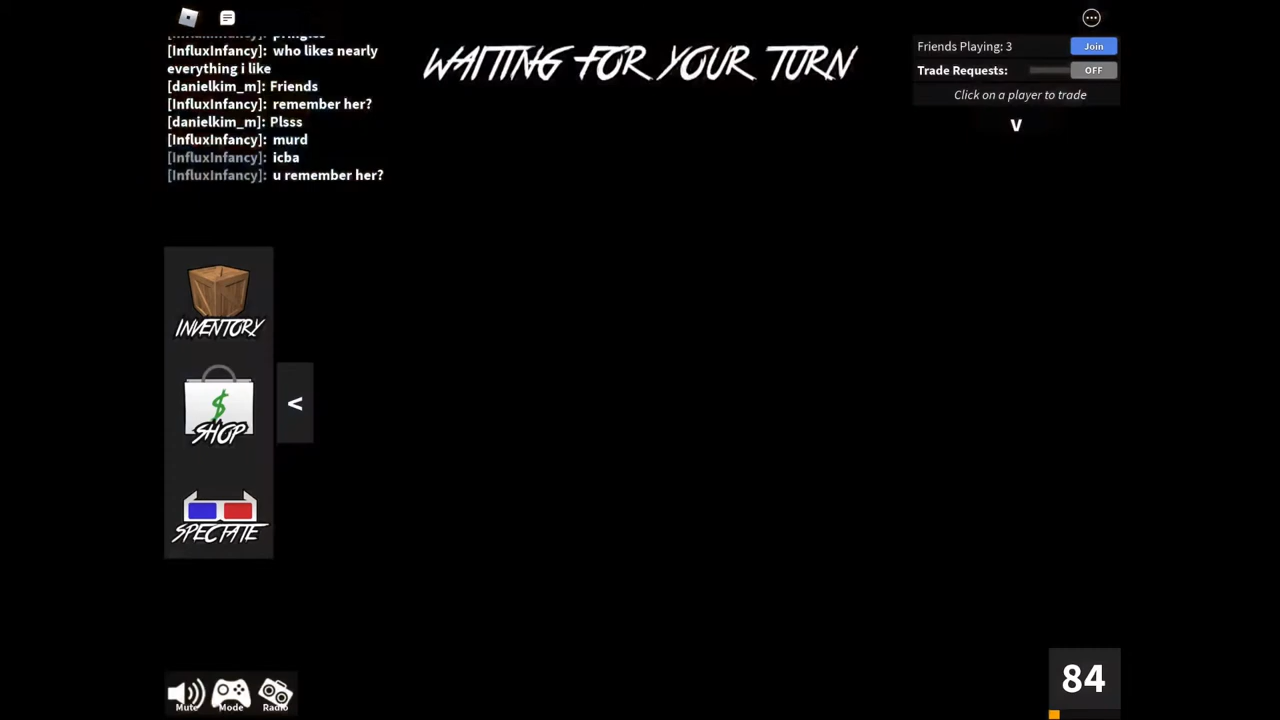 [InfluxInfancy]: who likes nearly
everything i like
[danielkim_m]: Friends
[InfluxInfancy]: remember her?
[danielkim_m]: Plsss
[InfluxInfancy]: murd
[InfluxInfancy]: icba
[InfluxInfancy]: u remember her?
WAITING FOR YOUR TURN
Friends Playing: 3 Join
Trade Requests: OFF
Click on a player to trade
v
INVENTORY
$
SHOP
<
SPECTATE
Mute Mode Radio
84